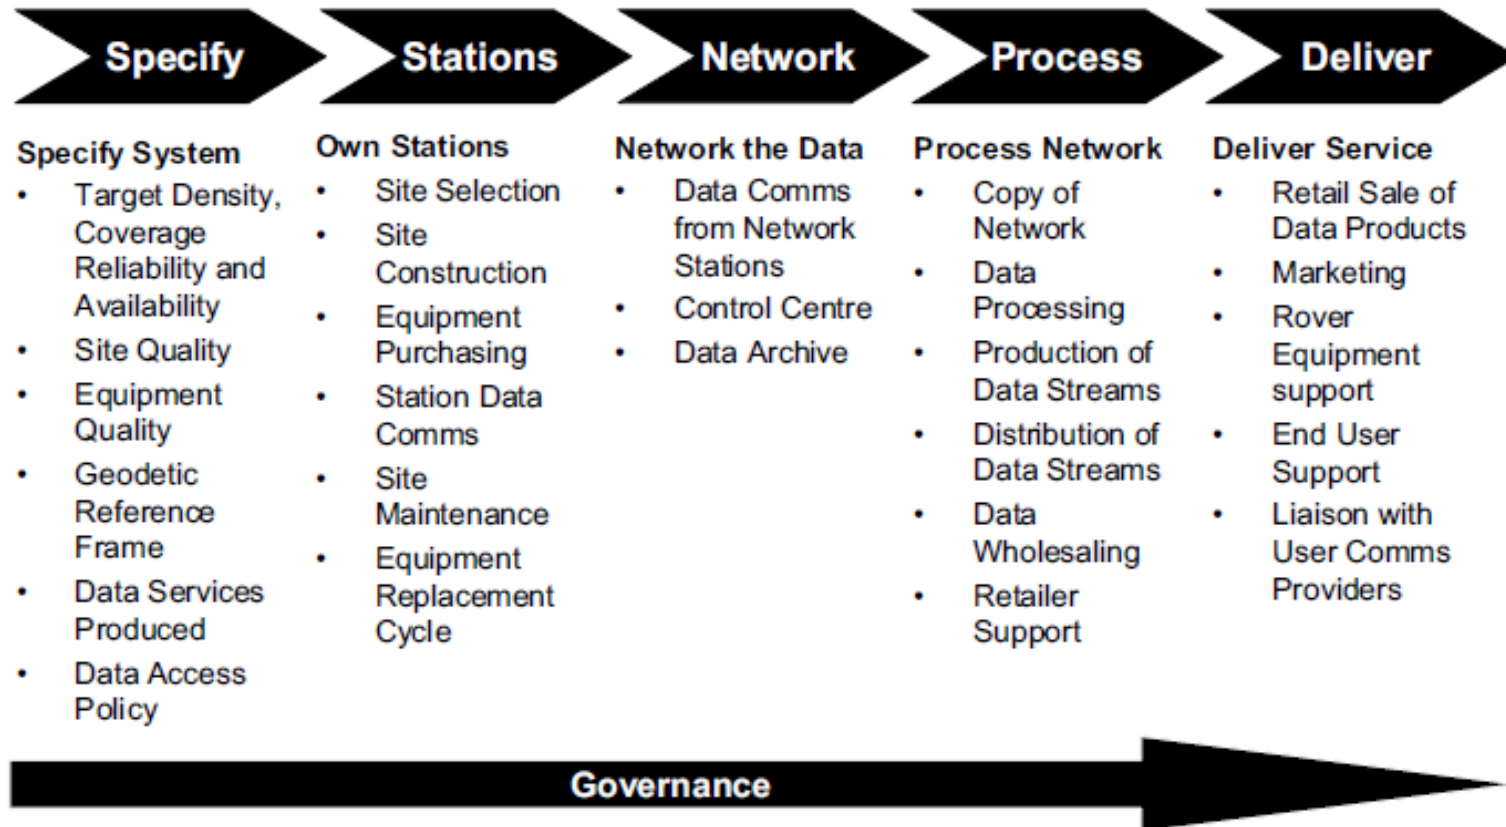 Specify
Stations
Network
Process
Deliver
Specify System
• Target Density,
Coverage
Reliability and
Availability
• Site Quality
• Equipment
Quality
• Geodetic
Reference
Frame
• Data Services
Produced
• Data Access
Policy
Own Stations
• Site Selection
• Site
Construction
• Equipment
Purchasing
• Station Data
Comms
• Site
Maintenance
• Equipment
Replacement
Cycle
Network the Data
• Data Comms
from Network
Stations
• Control Centre
• Data Archive
Process Network
• Copy of
Network
• Data
Processing
• Production of
Data Streams
• Distribution of
Data Streams
• Data
Wholesaling
• Retailer
Support
Deliver Service
• Retail Sale of
Data Products
• Marketing
• Rover
Equipment
support
• End User
Support
• Liaison with
User Comms
Providers
Governance